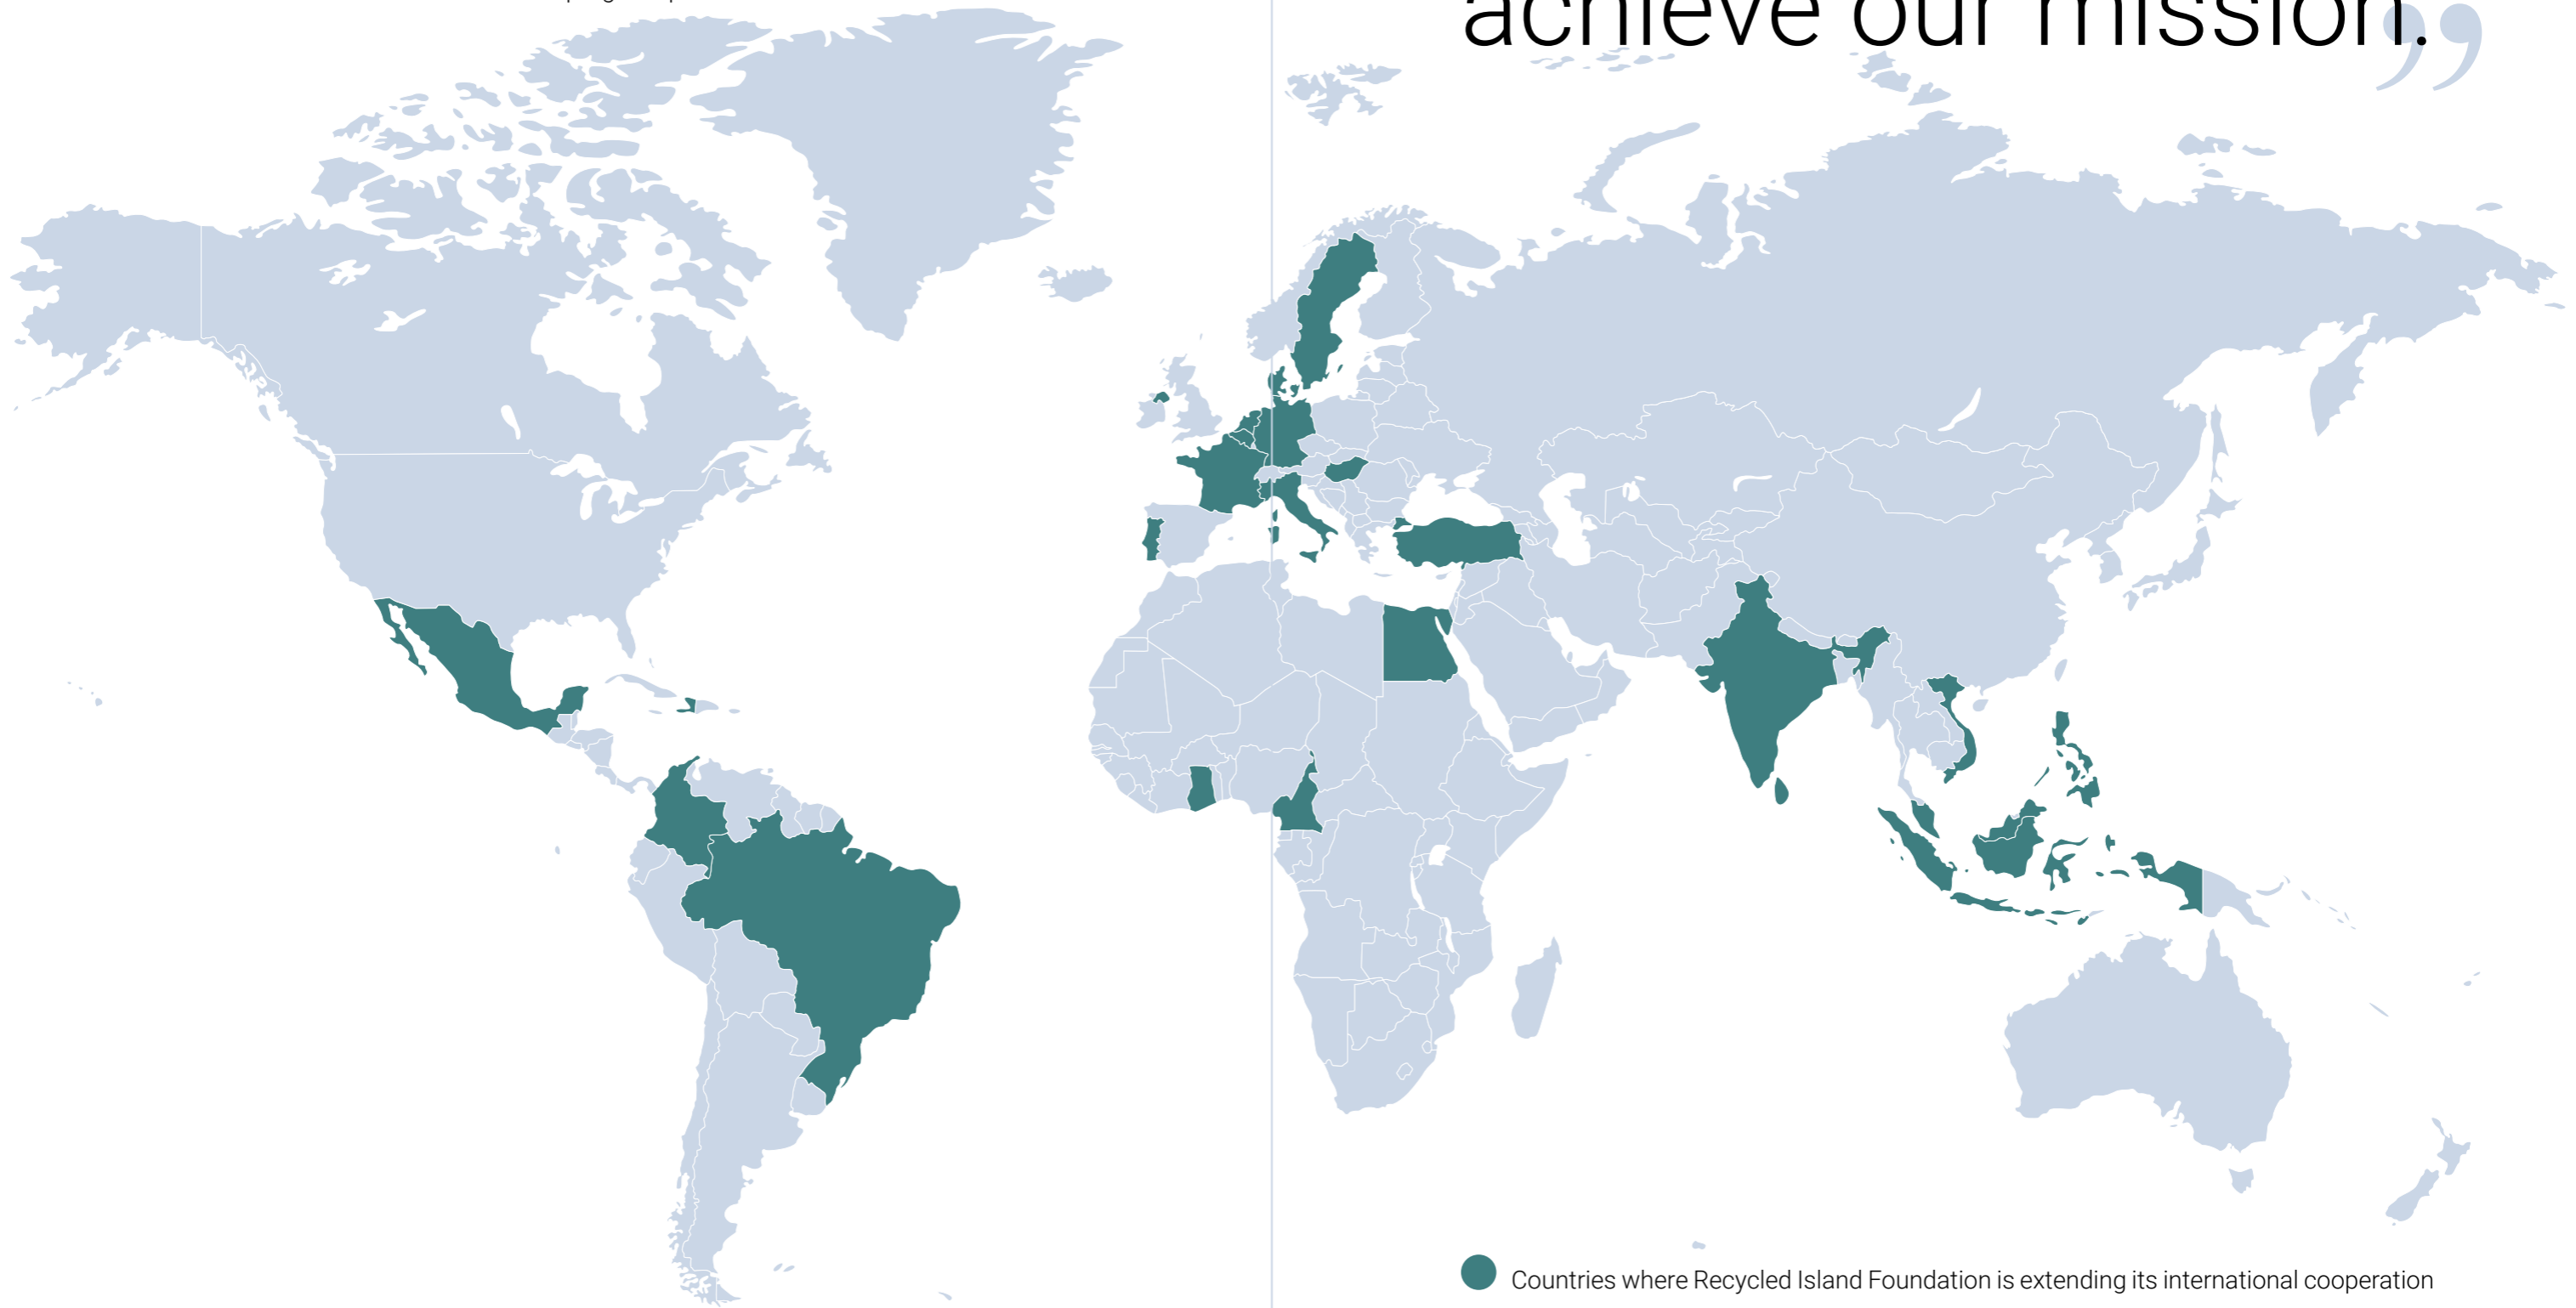 achieve our mission.”
Countries where Recycled Island Foundation is extending its international cooperation